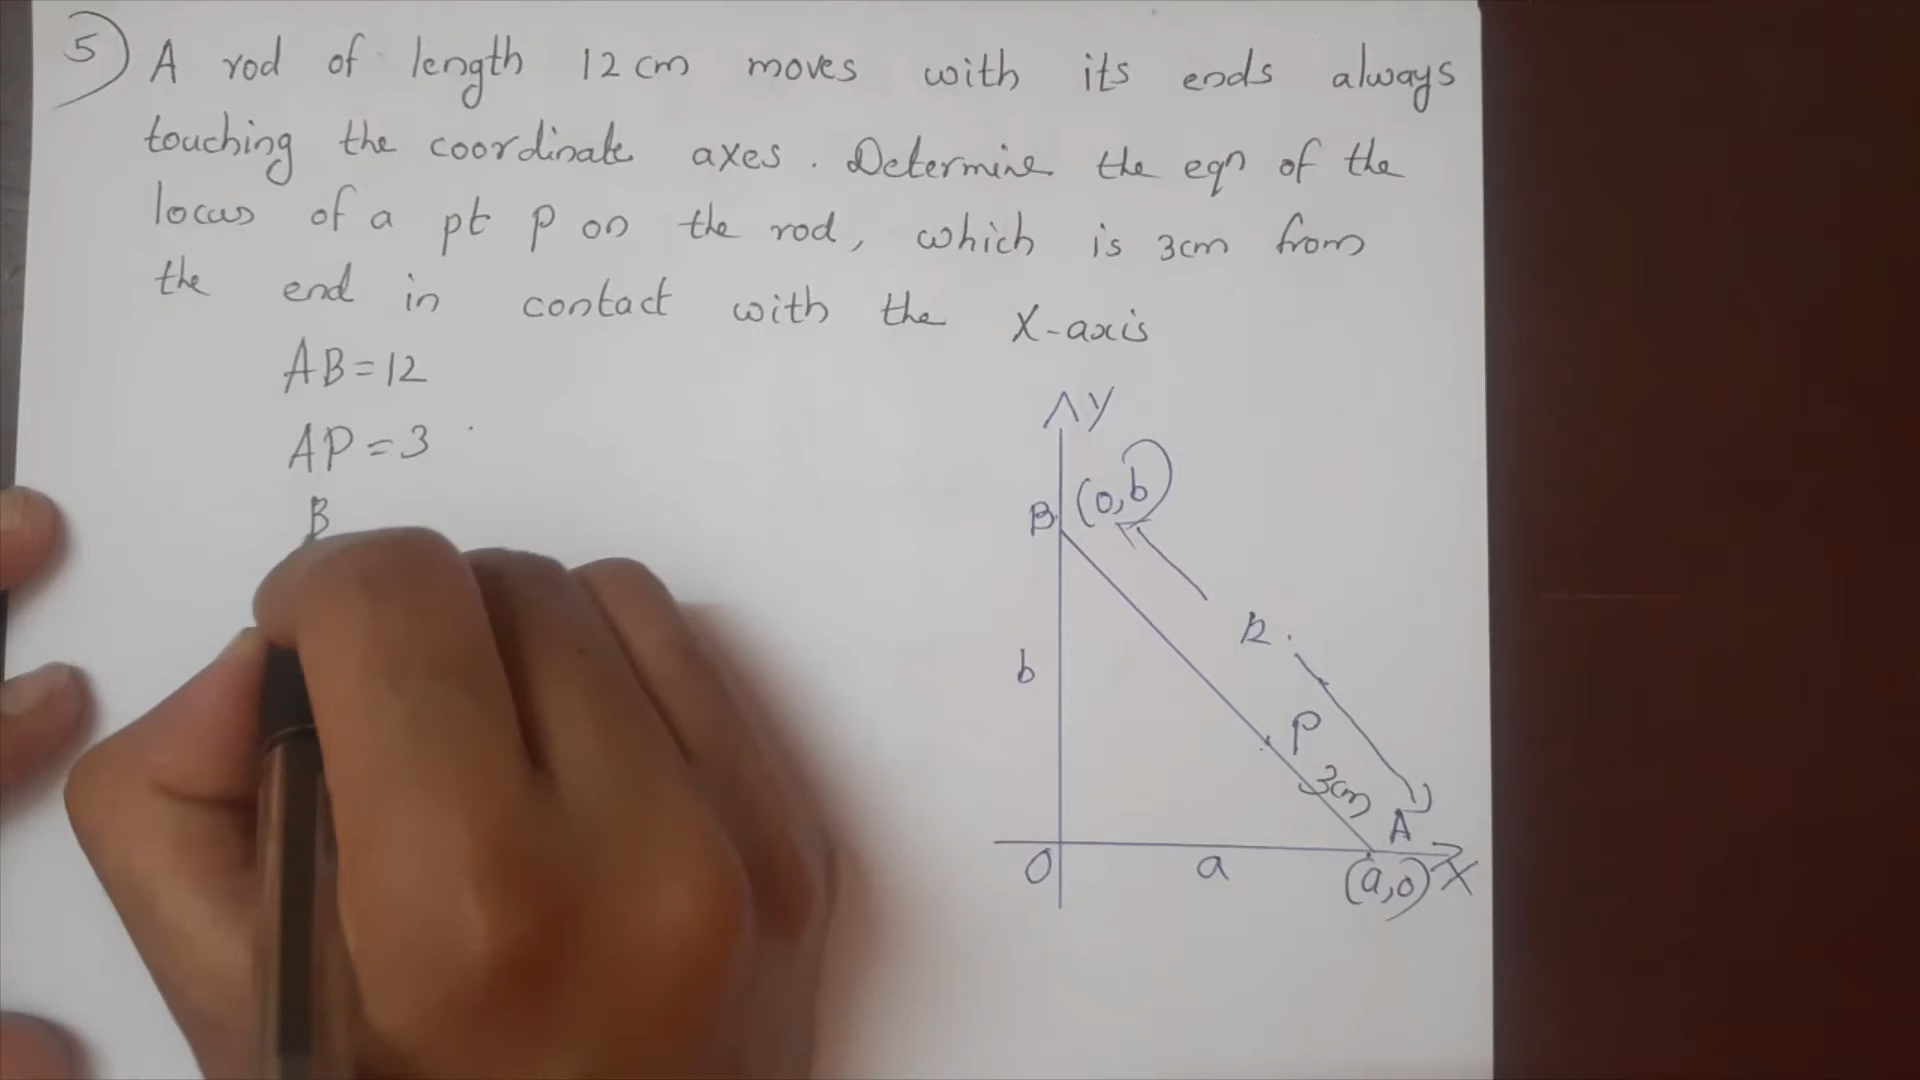 5) A rod of length 12 cm moves with its ends always
touching the coordinate axes. Determine the eqn of the
locus of a pt P on the rod, which is 3cm from
the end in contact with the X-axis
AB=12
AP=3
B
Y
B (0,b)
12
b
P
3cm
A
O a (a,0) X